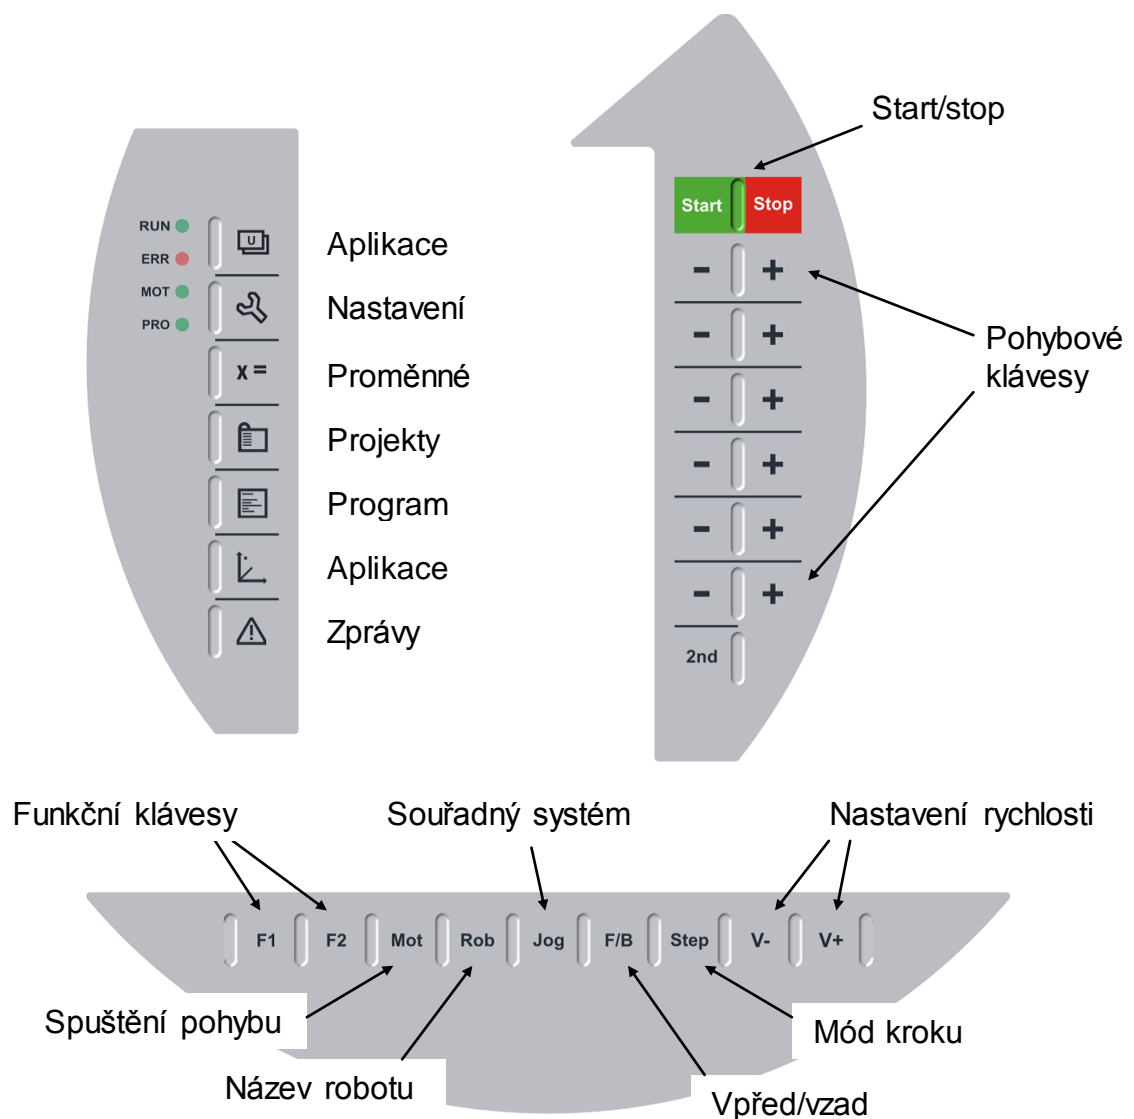 Start/stop
Start Stop
RUN
ERR
MOT
PRO
U
Aplikace
Nastavení
x =
Proměnné
Projekty
Program
Aplikace
Zprávy
- +
- +
- +
- +
- +
- +
2nd
Pohybové
klávesy
Funkční klávesy
Souřadný systém
Nastavení rychlosti
F1 F2 Mot Rob Jog F/B Step V- V+
Spuštění pohybu
Mód kroku
Název robotu
Vpřed/vzad